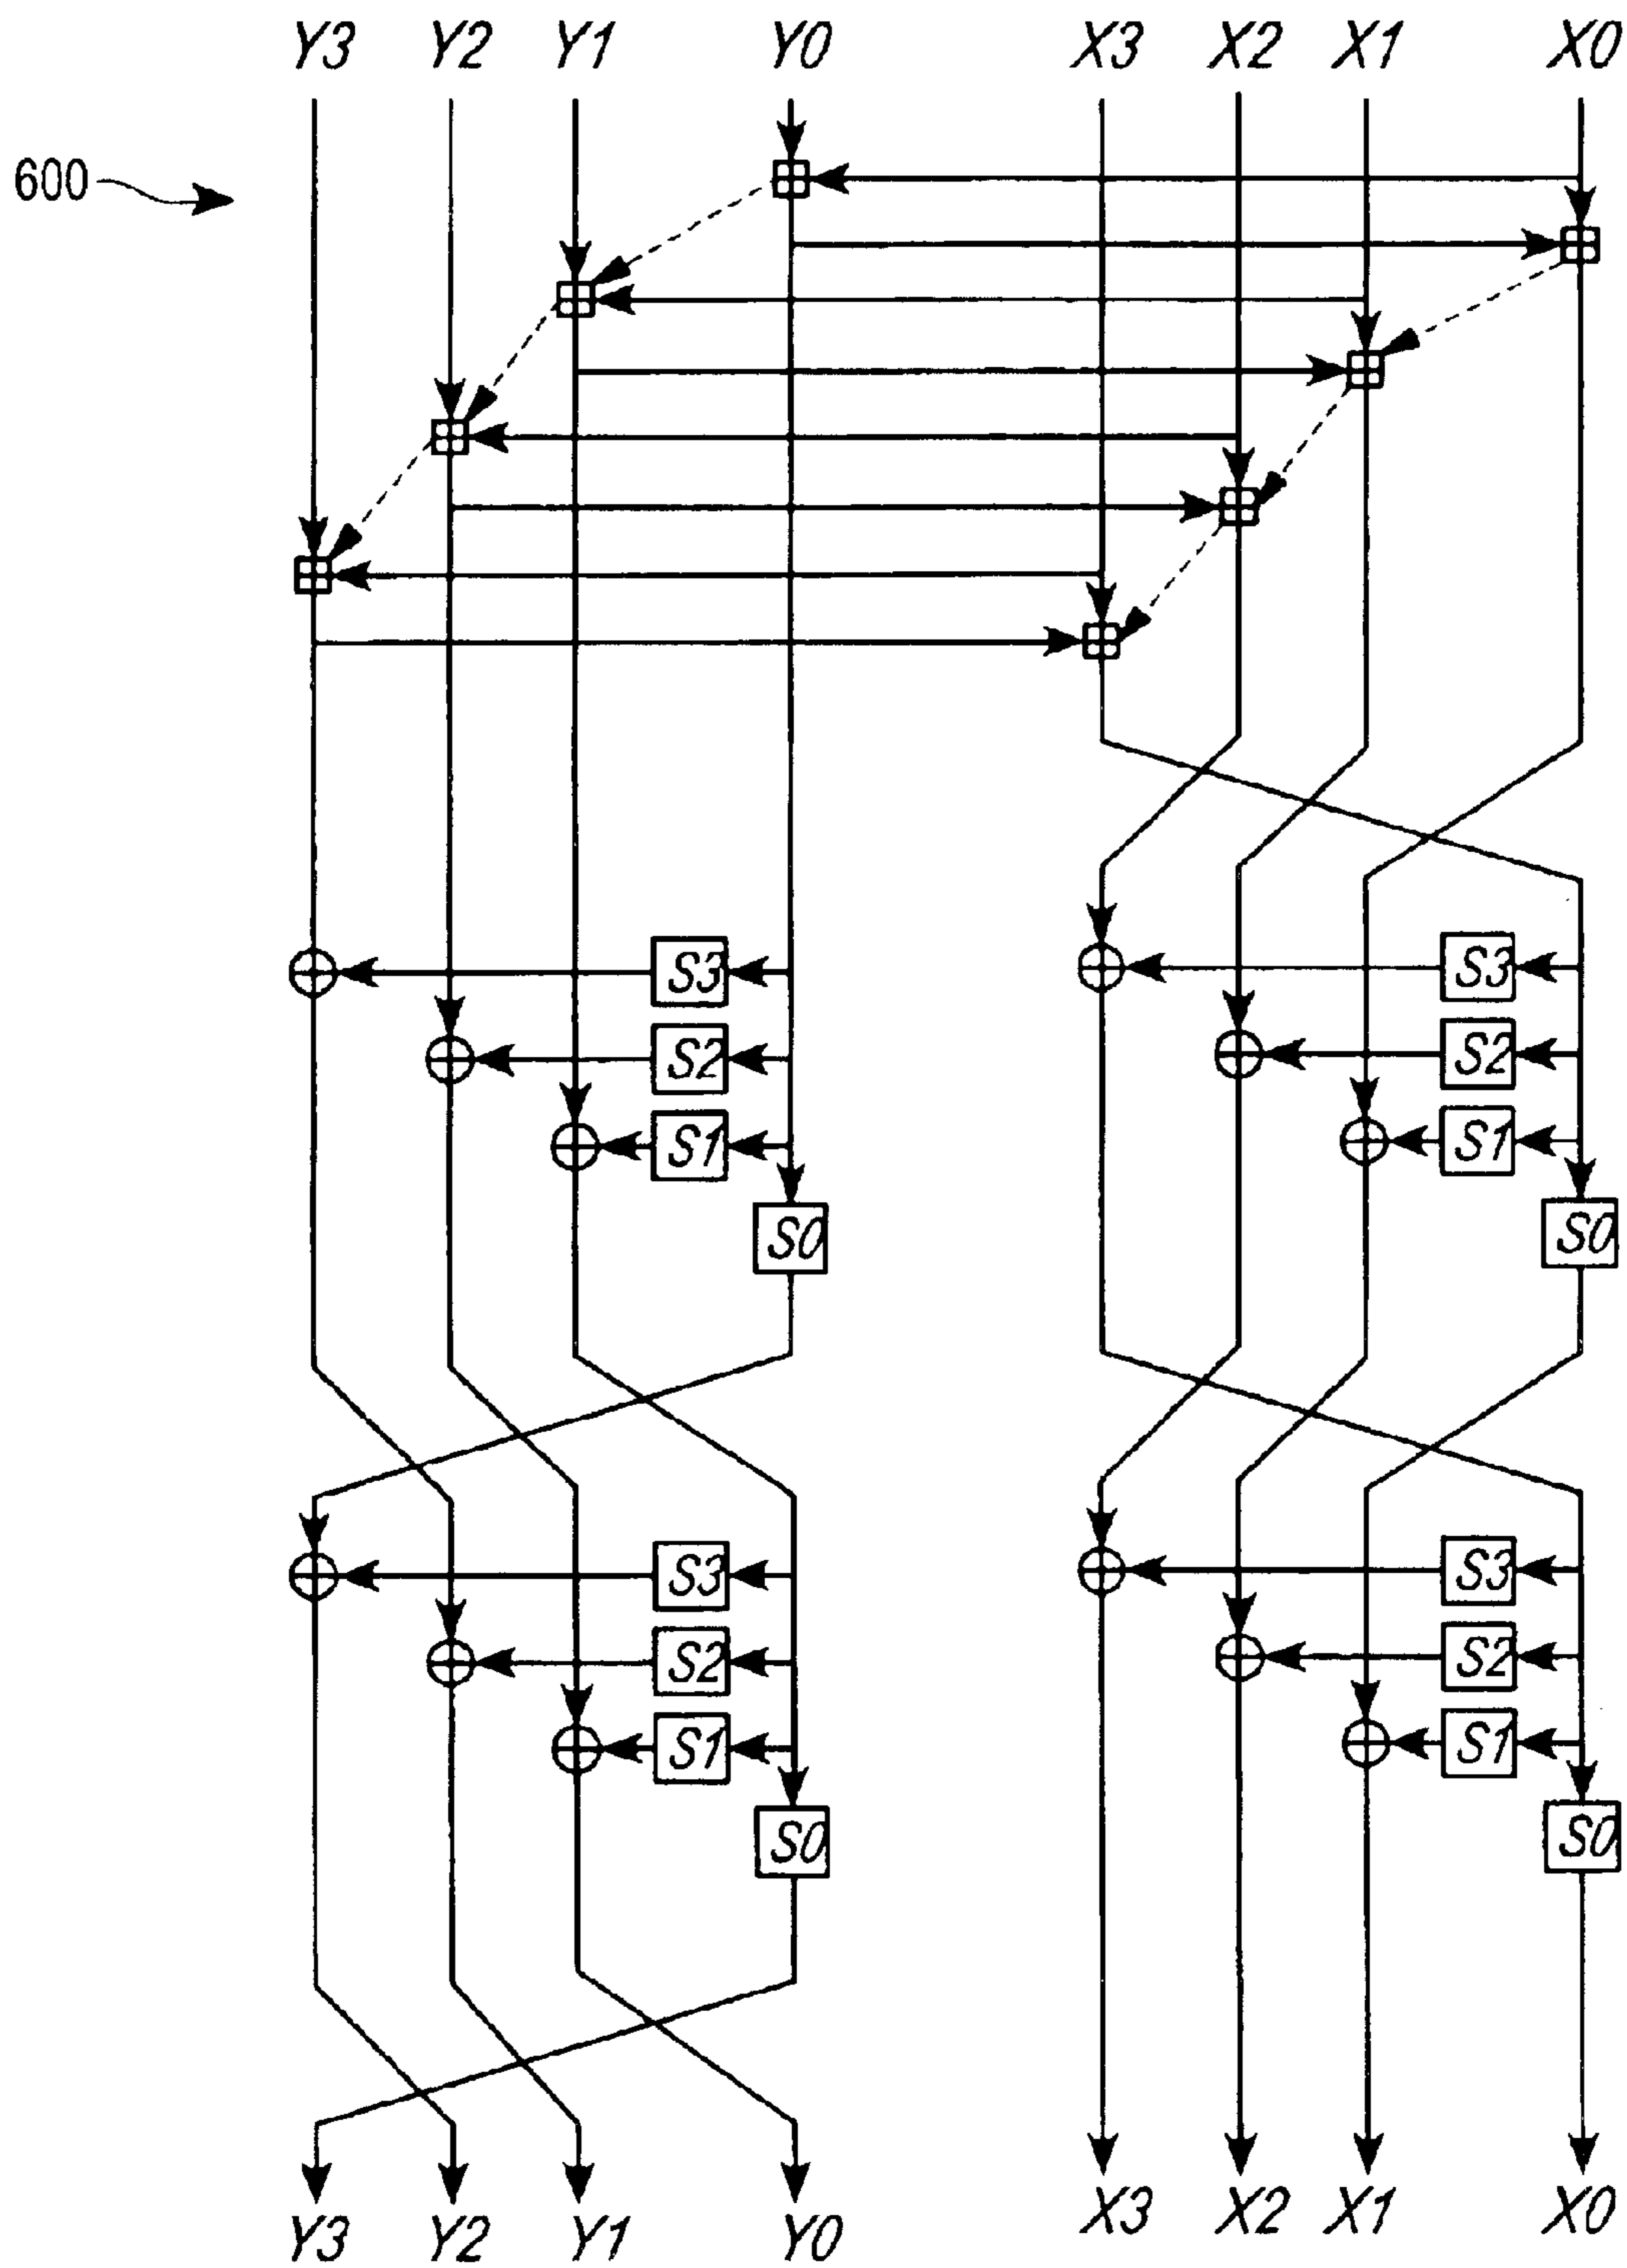 Y3 Y2 Y1 Y0 X3 X2 X1 X0
600
S3 S3
S2 S2
S1 S1
S0 S0
S3 S3
S2 S2
S1 S1
S0 S0
Y3 Y2 Y1 Y0 X3 X2 X1 X0